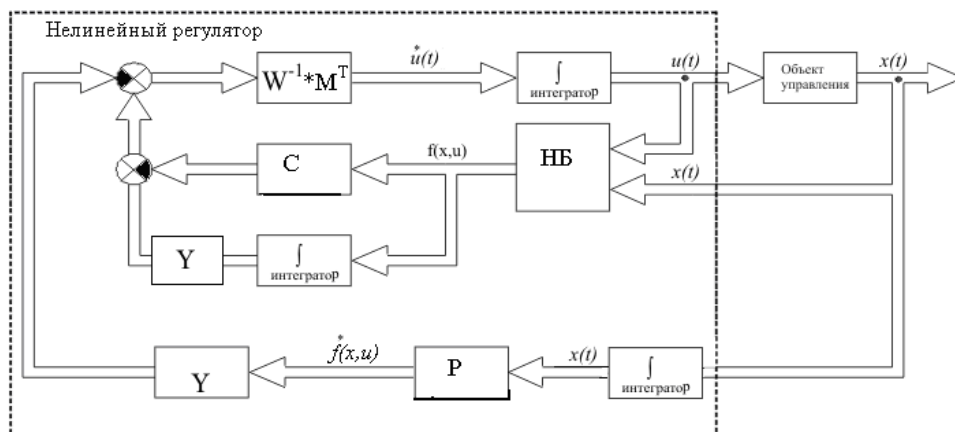 Нелинейный регулятор
W⁻¹*Mᵀ
u̇(t)
∫
интегратор
u(t)
Объект
управления
x(t)
f(x,u)
НБ
C
x(t)
Y
∫
интегратор
Y
ḟ(x,u)
P
x(t)
∫
интегратор